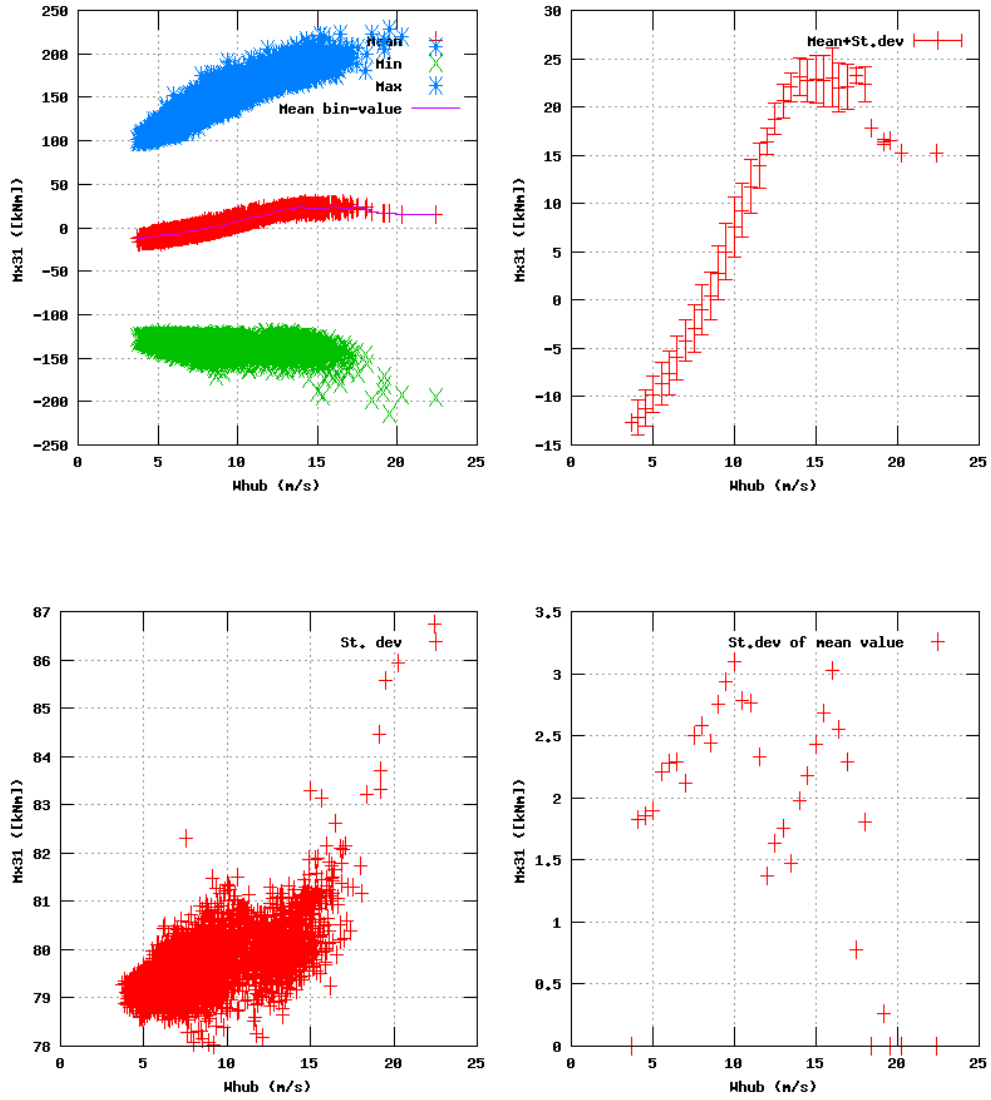 250
200
150
100
50
0
-50
-100
-150
-200
-250
0 5 10 15 20 25
Mx31 ([kNm])
Whub (m/s)
Mean
Min
Max
Mean bin-value
30
25
20
15
10
5
0
-5
-10
-15
0 5 10 15 20 25
Mx31 ([kNm])
Whub (m/s)
Mean+St.dev
87
86
85
84
83
82
81
80
79
78
0 5 10 15 20 25
Mx31 ([kNm])
Whub (m/s)
St. dev
3.5
3
2.5
2
1.5
1
0.5
0
0 5 10 15 20 25
Mx31 ([kNm])
Whub (m/s)
St.dev of mean value